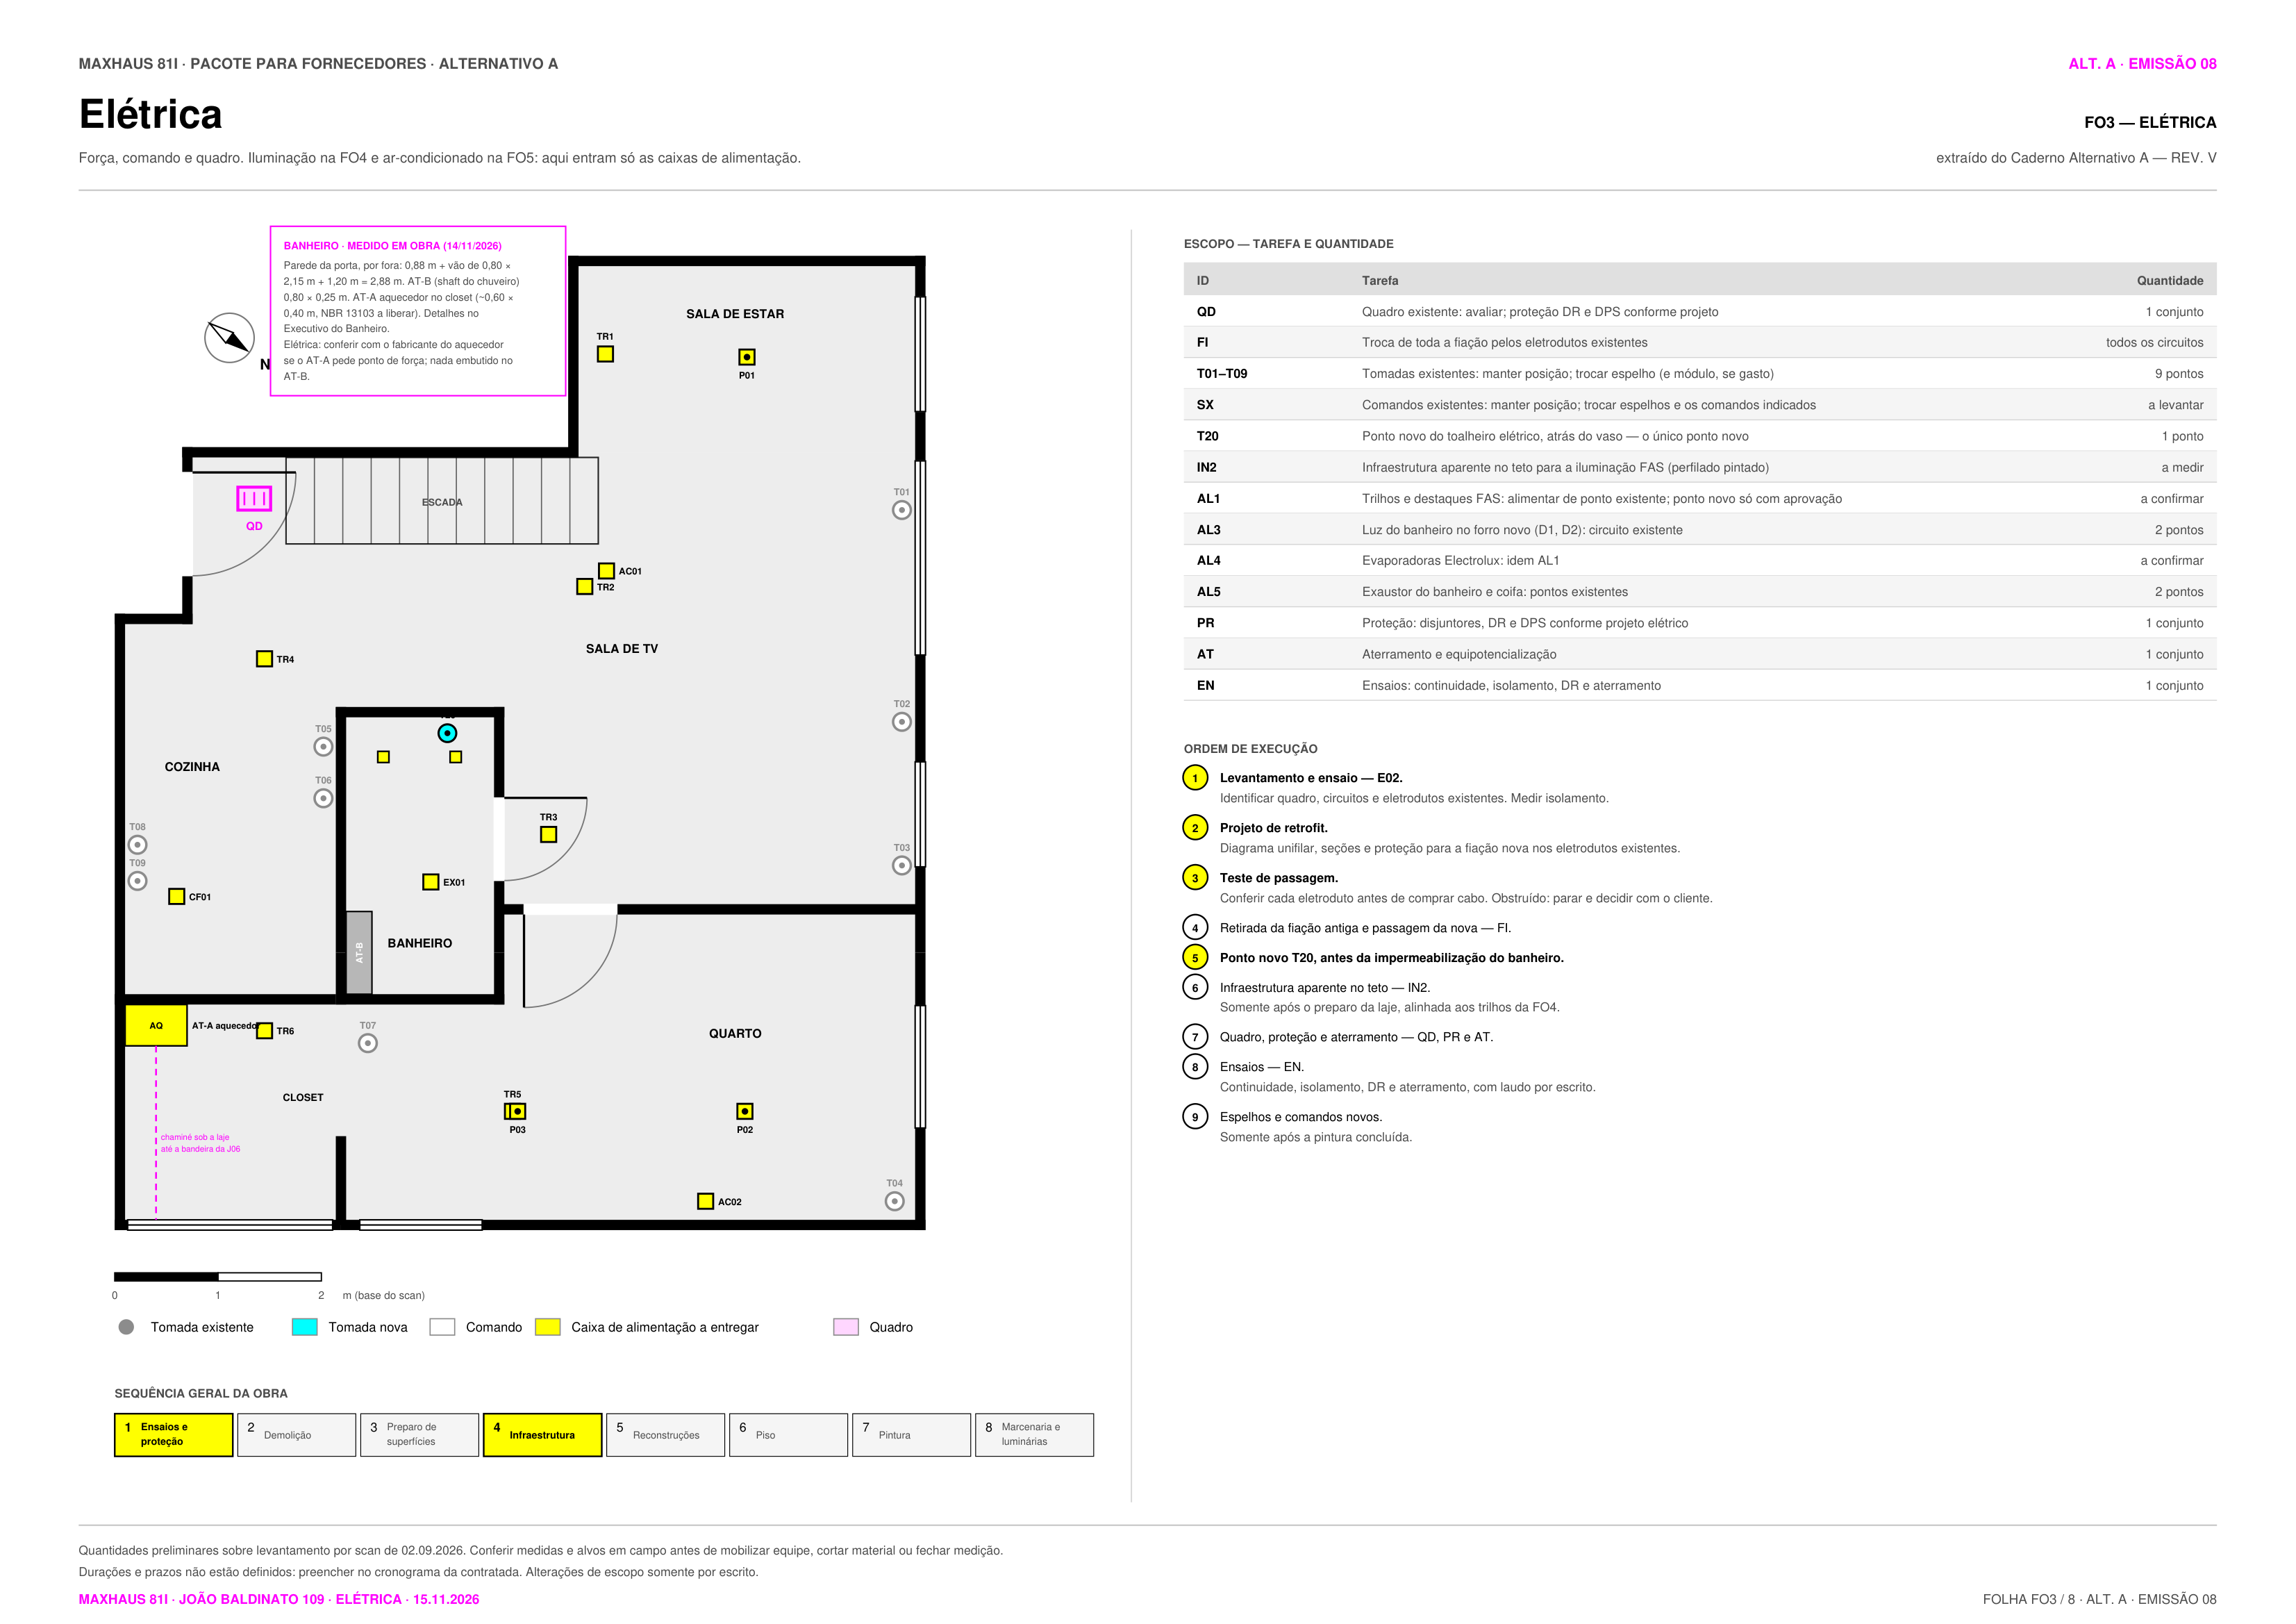 MAXHAUS 81I · PACOTE PARA FORNECEDORES · ALTERNATIVO A
ALT. A · EMISSÃO 08
Elétrica
FO3 — ELÉTRICA
Força, comando e quadro. Iluminação na FO4 e ar-condicionado na FO5: aqui entram só as caixas de alimentação.
extraído do Caderno Alternativo A — REV. V
BANHEIRO · MEDIDO EM OBRA (14/11/2026)
Parede da porta, por fora: 0,88 m + vão de 0,80 ×
2,15 m + 1,20 m = 2,88 m. AT-B (shaft do chuveiro)
0,80 × 0,25 m. AT-A aquecedor no closet (~0,60 ×
0,40 m, NBR 13103 a liberar). Detalhes no
Executivo do Banheiro.
Elétrica: conferir com o fabricante do aquecedor
se o AT-A pede ponto de força; nada embutido no
AT-B.
N
SALA DE ESTAR
TR1
P01
ESCADA
QD
T01
AC01
TR2
SALA DE TV
TR4
T02
T05
COZINHA
T06
TR3
T08
T03
T09
EX01
CF01
BANHEIRO
AT-B
AQ
AT-A aquecedor
TR6
T07
QUARTO
CLOSET
TR5
P03
P02
chaminé sob a laje
até a bandeira da J06
T04
AC02
0 1 2 m (base do scan)
Tomada existente
Tomada nova
Comando
Caixa de alimentação a entregar
Quadro
SEQUÊNCIA GERAL DA OBRA
1 Ensaios e
proteção
2 Demolição
3 Preparo de
superfícies
4 Infraestrutura
5 Reconstruções
6 Piso
7 Pintura
8 Marcenaria e
luminárias
ESCOPO — TAREFA E QUANTIDADE
ID Tarefa Quantidade
QD Quadro existente: avaliar; proteção DR e DPS conforme projeto 1 conjunto
FI Troca de toda a fiação pelos eletrodutos existentes todos os circuitos
T01–T09 Tomadas existentes: manter posição; trocar espelho (e módulo, se gasto) 9 pontos
SX Comandos existentes: manter posição; trocar espelhos e os comandos indicados a levantar
T20 Ponto novo do toalheiro elétrico, atrás do vaso — o único ponto novo 1 ponto
IN2 Infraestrutura aparente no teto para a iluminação FAS (perfilado pintado) a medir
AL1 Trilhos e destaques FAS: alimentar de ponto existente; ponto novo só com aprovação a confirmar
AL3 Luz do banheiro no forro novo (D1, D2): circuito existente 2 pontos
AL4 Evaporadoras Electrolux: idem AL1 a confirmar
AL5 Exaustor do banheiro e coifa: pontos existentes 2 pontos
PR Proteção: disjuntores, DR e DPS conforme projeto elétrico 1 conjunto
AT Aterramento e equipotencialização 1 conjunto
EN Ensaios: continuidade, isolamento, DR e aterramento 1 conjunto
ORDEM DE EXECUÇÃO
1 Levantamento e ensaio — E02.
Identificar quadro, circuitos e eletrodutos existentes. Medir isolamento.
2 Projeto de retrofit.
Diagrama unifilar, seções e proteção para a fiação nova nos eletrodutos existentes.
3 Teste de passagem.
Conferir cada eletroduto antes de comprar cabo. Obstruído: parar e decidir com o cliente.
4 Retirada da fiação antiga e passagem da nova — FI.
5 Ponto novo T20, antes da impermeabilização do banheiro.
6 Infraestrutura aparente no teto — IN2.
Somente após o preparo da laje, alinhada aos trilhos da FO4.
7 Quadro, proteção e aterramento — QD, PR e AT.
8 Ensaios — EN.
Continuidade, isolamento, DR e aterramento, com laudo por escrito.
9 Espelhos e comandos novos.
Somente após a pintura concluída.
Quantidades preliminares sobre levantamento por scan de 02.09.2026. Conferir medidas e alvos em campo antes de mobilizar equipe, cortar material ou fechar medição.
Durações e prazos não estão definidos: preencher no cronograma da contratada. Alterações de escopo somente por escrito.
MAXHAUS 81I · JOÃO BALDINATO 109 · ELÉTRICA · 15.11.2026
FOLHA FO3 / 8 · ALT. A · EMISSÃO 08